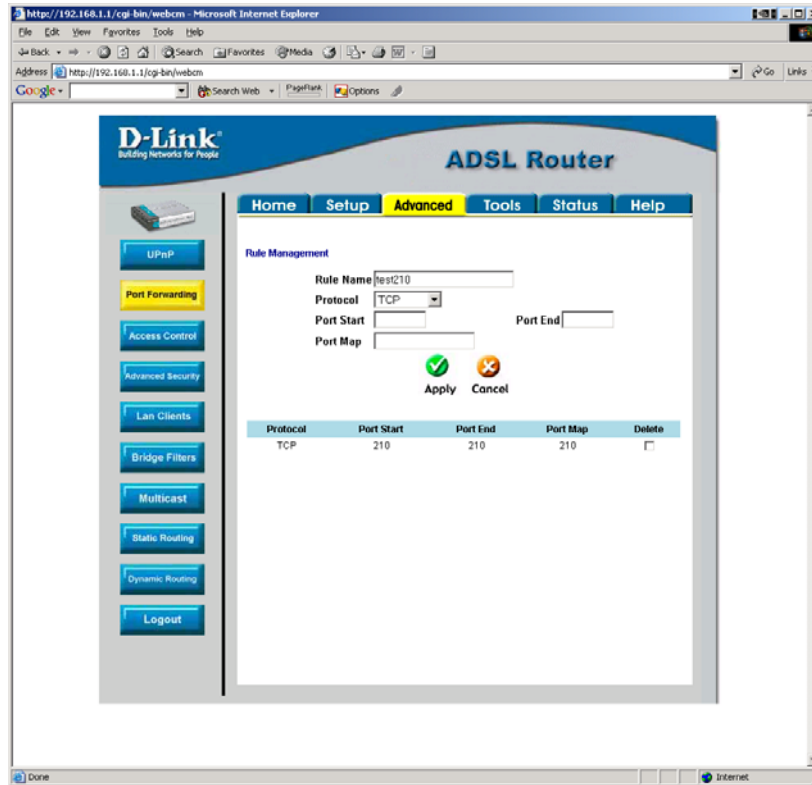 http://192.168.1.1/cgi-bin/webcm - Microsoft Internet Explorer
File Edit View Favorites Tools Help
Back Search Favorites Media
Address http://192.168.1.1/cgi-bin/webcm Go Links
Google Search Web PageRank Options
D-Link
Building Networks for People
ADSL Router
Home Setup Advanced Tools Status Help
UPnP
Port Forwarding
Access Control
Advanced Security
Lan Clients
Bridge Filters
Multicast
Static Routing
Dynamic Routing
Logout
Rule Management
Rule Name test210
Protocol TCP
Port Start Port End
Port Map
Apply Cancel
Protocol Port Start Port End Port Map Delete
TCP 210 210 210
Done Internet